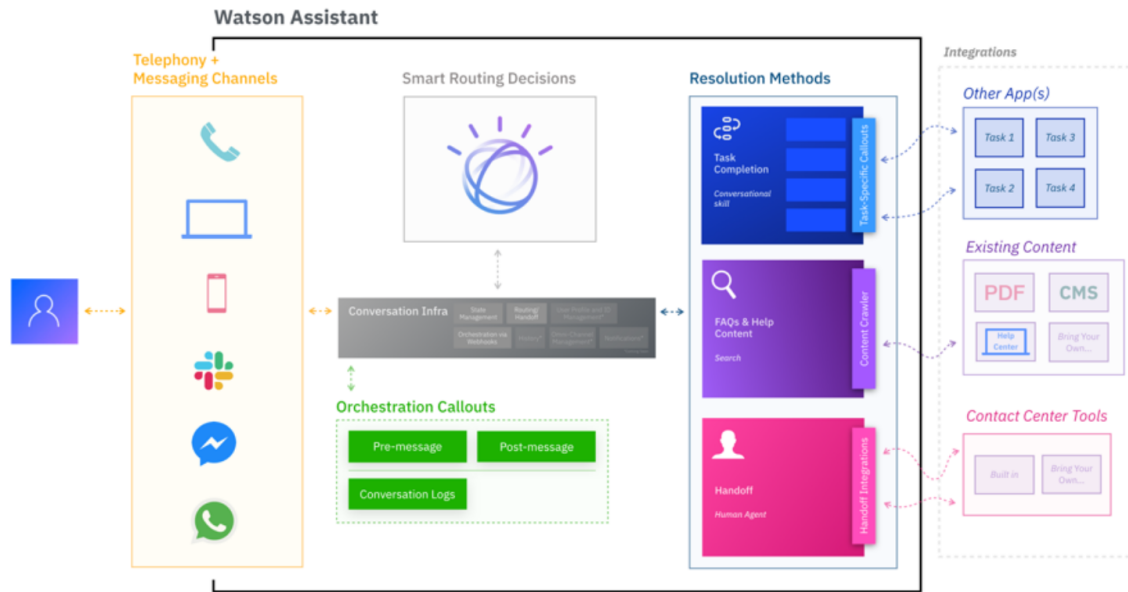 Watson Assistant
Telephony +
Messaging Channels
Smart Routing Decisions
Conversation Infra
State
Management
Routing/
Handoff
Orchestration via
Webhooks
Orchestration Callouts
Pre-message
Post-message
Conversation Logs
Resolution Methods
Task
Completion
Conversational
skill
Task-Specific Callouts
FAQs & Help
Content
Search
Content Crawler
Handoff
Human Agent
Handoff Integrations
Integrations
Other App(s)
Task 1
Task 3
Task 2
Task 4
Existing Content
PDF
CMS
Help
Center
Bring Your
Own...
Contact Center Tools
Built in
Bring Your
Own...